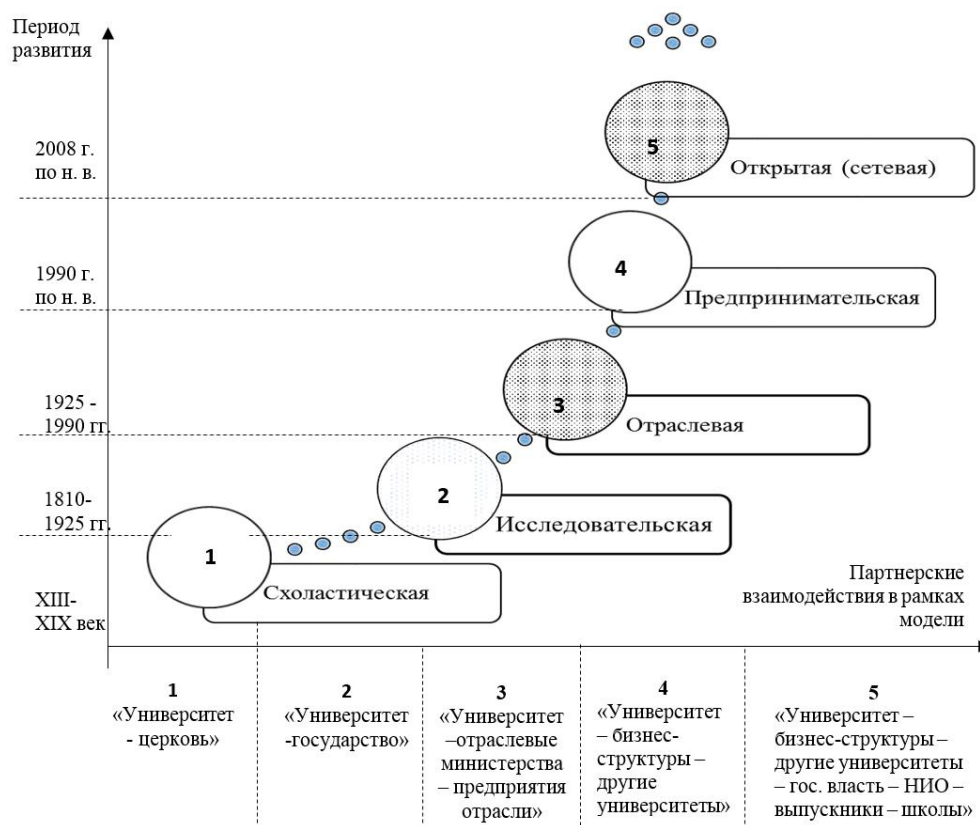 Период
развития
5
2008 г.
по н. в.
Открытая (сетевая)
4
1990 г.
по н. в.
Предпринимательская
3
1925 -
1990 гг.
Отраслевая
2
1810-
1925 гг.
Исследовательская
1
Схоластическая
XIII-
XIX век
Партнерские
взаимодействия в рамках
модели
1
«Университет
- церковь»
2
«Университет
-государство»
3
«Университет
–отраслевые
министерства
– предприятия
отрасли»
4
«Университет
– бизнес-
структуры –
другие
университеты»
5
«Университет –
бизнес-структуры –
другие университеты
– гос. власть – НИО –
выпускники – школы»